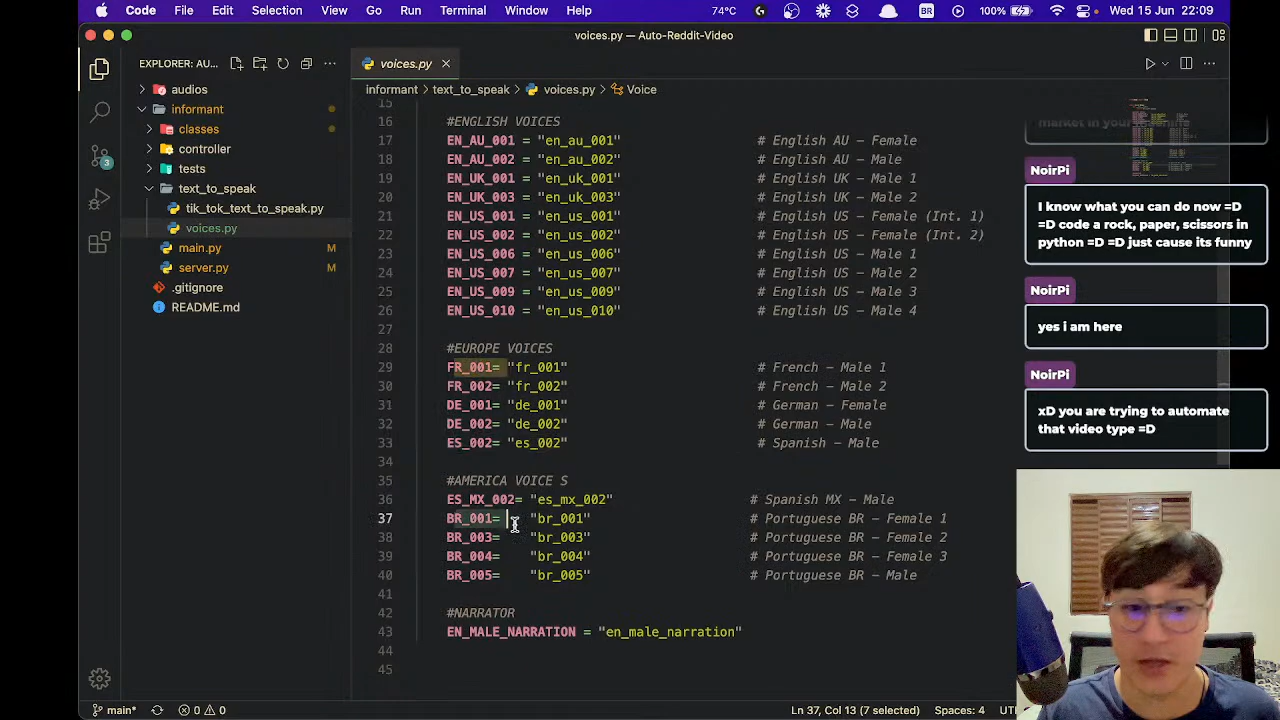 Code File Edit Selection View Go Run Terminal Window Help 74°C BR 100% Wed 15 Jun 22:09
voices.py — Auto-Reddit-Video
EXPLORER: AU...
audios
informant
classes
controller
tests
text_to_speak
tik_tok_text_to_speak.py
voices.py
main.py M
server.py M
.gitignore
README.md
3
voices.py
informant > text_to_speak > voices.py > Voice
15
16 #ENGLISH VOICES
17 EN_AU_001 = "en_au_001" # English AU – Female
18 EN_AU_002 = "en_au_002" # English AU – Male
19 EN_UK_001 = "en_uk_001" # English UK – Male 1
20 EN_UK_003 = "en_uk_003" # English UK – Male 2
21 EN_US_001 = "en_us_001" # English US – Female (Int. 1)
22 EN_US_002 = "en_us_002" # English US – Female (Int. 2)
23 EN_US_006 = "en_us_006" # English US – Male 1
24 EN_US_007 = "en_us_007" # English US – Male 2
25 EN_US_009 = "en_us_009" # English US – Male 3
26 EN_US_010 = "en_us_010" # English US – Male 4
27
28 #EUROPE VOICES
29 FR_001= "fr_001" # French – Male 1
30 FR_002= "fr_002" # French – Male 2
31 DE_001= "de_001" # German – Female
32 DE_002= "de_002" # German – Male
33 ES_002= "es_002" # Spanish – Male
34
35 #AMERICA VOICE S
36 ES_MX_002= "es_mx_002" # Spanish MX – Male
37 BR_001= "br_001" # Portuguese BR – Female 1
38 BR_003= "br_003" # Portuguese BR – Female 2
39 BR_004= "br_004" # Portuguese BR – Female 3
40 BR_005= "br_005" # Portuguese BR – Male
41
42 #NARRATOR
43 EN_MALE_NARRATION = "en_male_narration"
44
45
market in your
NoirPi
I know what you can do now =D
=D code a rock, paper, scissors in
python =D =D just cause its funny
NoirPi
yes i am here
NoirPi
xD you are trying to automate
that video type =D
main* 0 0 Ln 37, Col 13 (7 selected) Spaces: 4